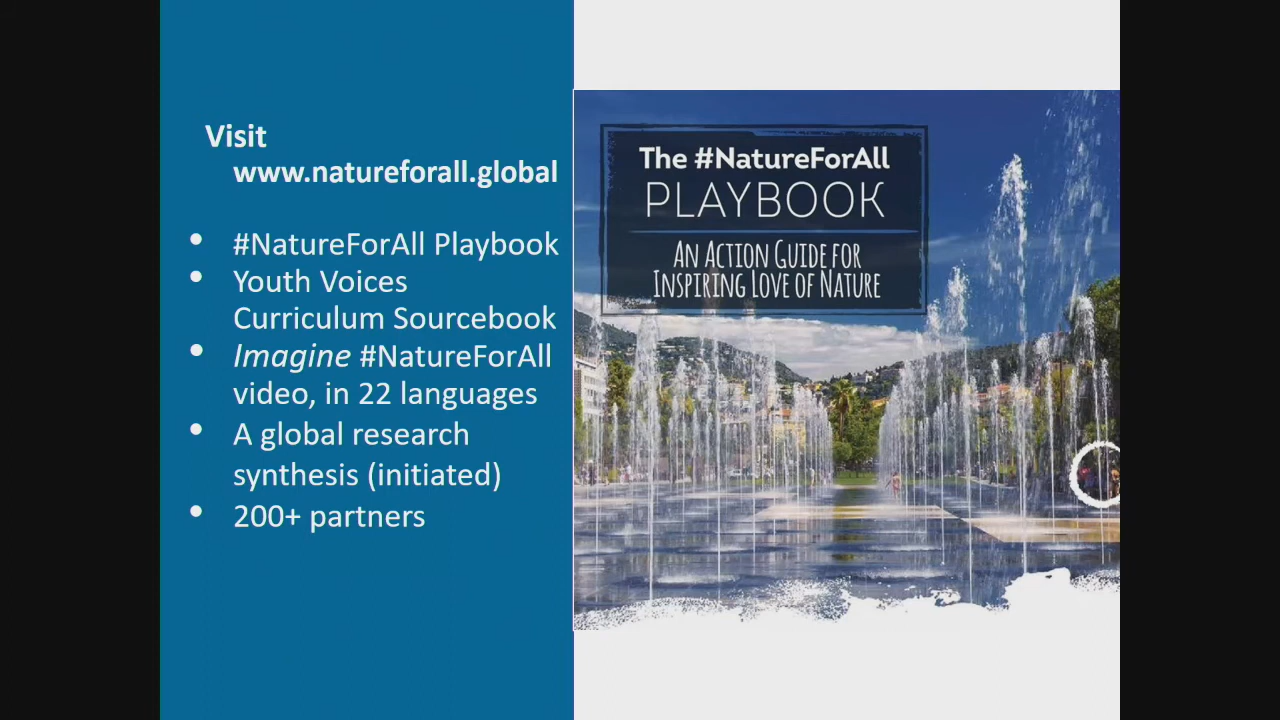 Visit
www.natureforall.global
• #NatureForAll Playbook
• Youth Voices
Curriculum Sourcebook
• Imagine #NatureForAll
video, in 22 languages
• A global research
synthesis (initiated)
• 200+ partners
The #NatureForAll
PLAYBOOK
AN ACTION GUIDE FOR
INSPIRING LOVE OF NATURE